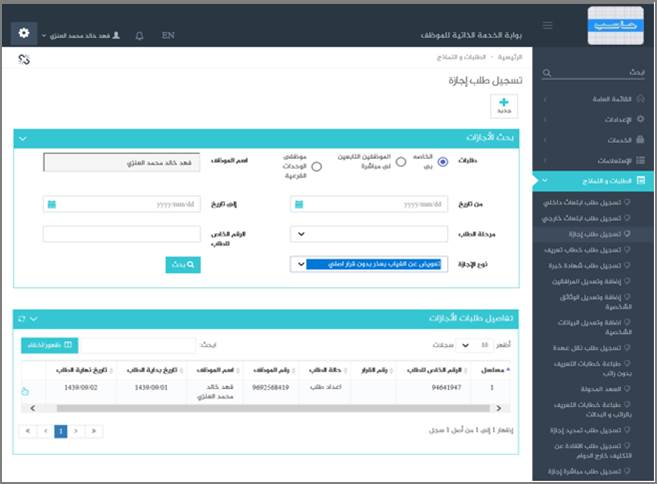 بوابة الخدمة الذاتية للموظف
EN
فهد خالد محمد العنزي
ابحث
القائمة العامة
الإعدادات
الخدمات
الإستعلامات
الطلبات و النماذج
تسجيل طلب ابتعاث داخلي
تسجيل طلب ابتعاث خارجي
تسجيل طلب إجازة
تسجيل طلب خطاب تعريف
تسجيل طلب شهادة خبرة
إضافة وتعديل المرافقين
إضافة وتعديل الوثائق
الشخصية
اضافة وتعديل البيانات
الشخصية
تسجيل طلب نقل عهدة
طباعة خطابات التعريف
بدون راتب
العهد المحولة
طباعة خطابات التعريف
بالراتب و البدلات
تسجيل طلب تمديد إجازة
تسجيل طلب الافادة عن
التكليف خارج الدوام
تسجيل طلب مباشرة إجازة
الرئيسية - الطلبات و النماذج
تسجيل طلب إجازة
جديد
بحث الأجازات
طلبات الخاصه بي الموظفين التابعين لى مباشرة موظفى الوحدات الفرعية اسم الموظف فهد خالد محمد العنزي
من تاريخ yyyy/mm/dd إلى تاريخ yyyy/mm/dd
مرحلة الطلب الرقم الخاص للطلب
نوع الإجازة تعويض عن الغياب بعذر بدون قرار اصلي بحث
تفاصيل طلبات الأجازات
أظهر 10 سجلات ابحث: ظهور/اخفاء
مسلسل الرقم الخاص للطلب رقم القرار حالة الطلب رقم الموظف اسم الموظف تاريخ بداية الطلب تاريخ نهاية الطلب
1 94641947 اعداد طلب 9692568419 فهد خالد محمد العنزي 1439/09/01 1439/09/02
إظهار 1 إلى 1 من أصل 1 سجل
« ‹ 1 › »